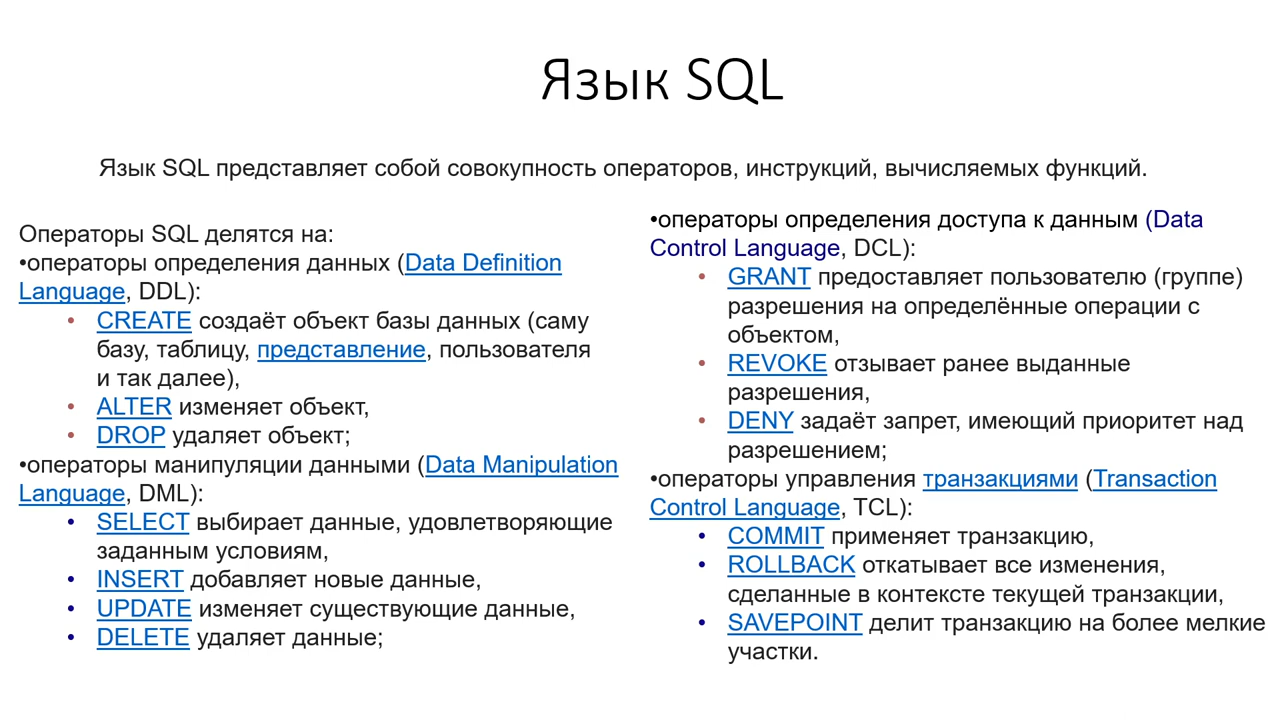 Язык SQL
Язык SQL представляет собой совокупность операторов, инструкций, вычисляемых функций.
Операторы SQL делятся на:
•операторы определения данных (Data Definition
Language, DDL):
• CREATE создаёт объект базы данных (саму
базу, таблицу, представление, пользователя
и так далее),
• ALTER изменяет объект,
• DROP удаляет объект;
•операторы манипуляции данными (Data Manipulation
Language, DML):
• SELECT выбирает данные, удовлетворяющие
заданным условиям,
• INSERT добавляет новые данные,
• UPDATE изменяет существующие данные,
• DELETE удаляет данные;
•операторы определения доступа к данным (Data
Control Language, DCL):
• GRANT предоставляет пользователю (группе)
разрешения на определённые операции с
объектом,
• REVOKE отзывает ранее выданные
разрешения,
• DENY задаёт запрет, имеющий приоритет над
разрешением;
•операторы управления транзакциями (Transaction
Control Language, TCL):
• COMMIT применяет транзакцию,
• ROLLBACK откатывает все изменения,
сделанные в контексте текущей транзакции,
• SAVEPOINT делит транзакцию на более мелкие
участки.